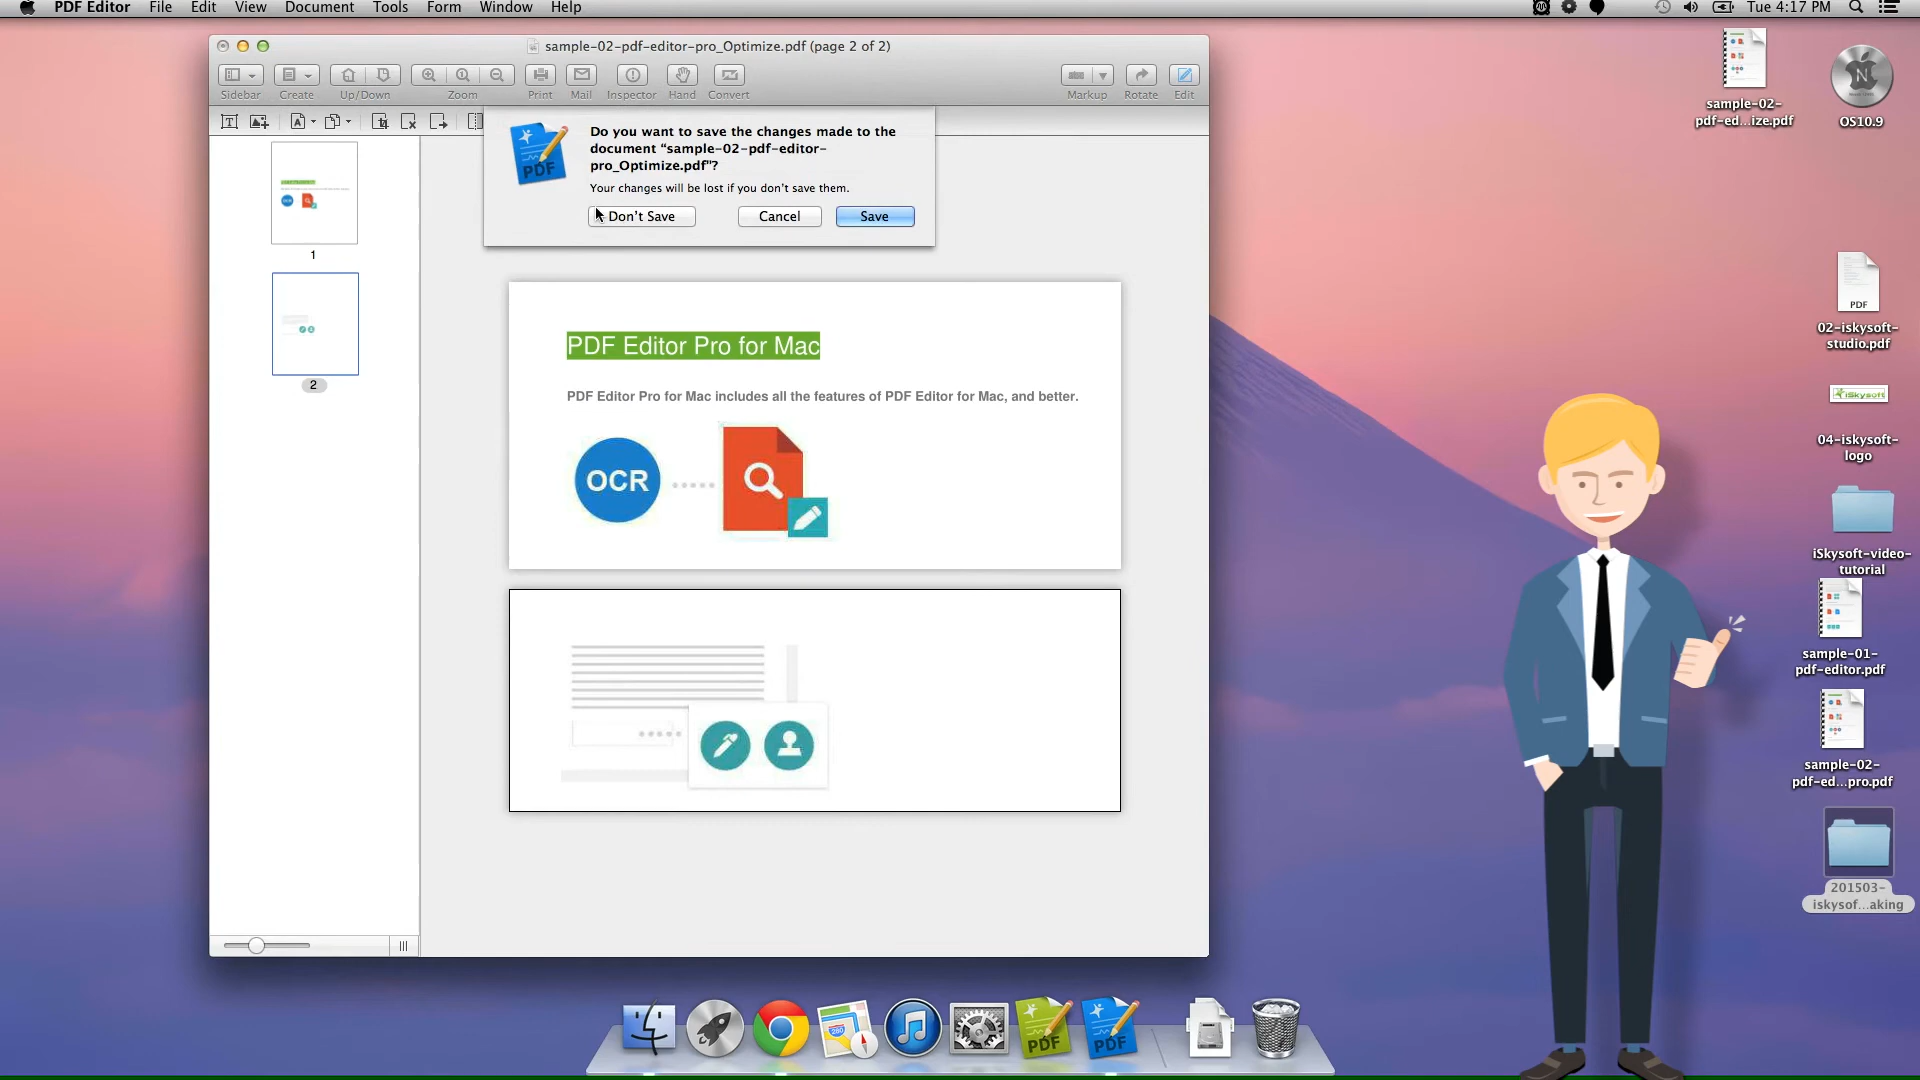 PDF Editor File Edit View Document Tools Form Window Help
Tue 4:17 PM
sample-02-pdf-editor-pro_Optimize.pdf (page 2 of 2)
Sidebar Create Up/Down Zoom Print Mail Inspector Hand Convert Markup Rotate Edit
Do you want to save the changes made to the
document “sample-02-pdf-editor-
pro_Optimize.pdf”?
Your changes will be lost if you don’t save them.
Don’t Save Cancel Save
PDF
1
2
PDF Editor Pro for Mac
PDF Editor Pro for Mac includes all the features of PDF Editor for Mac, and better.
OCR
sample-02-
pdf-ed...ize.pdf
OS10.9
PDF
02-iskysoft-
studio.pdf
iSkysoft
04-iskysoft-
logo
iSkysoft-video-
tutorial
sample-01-
pdf-editor.pdf
sample-02-
pdf-ed...pro.pdf
201503-
iskysof...aking
280
PDF
PDF